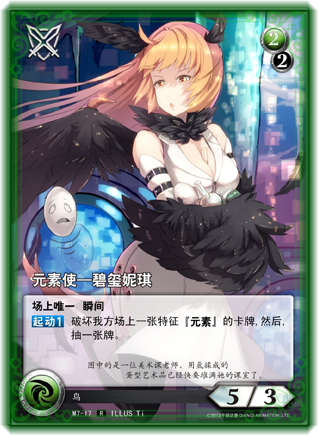 2
2
元素使—碧玺妮琪
场上唯一 瞬间
起动1 破坏我方场上一张特征『元素』的卡牌,然后,
抽一张牌。
图中的是一位美术课老师,用氪猛成的
蛋型艺术品已经快要堆满她的课室了。
鸟
5 / 3
M7-17 R ILLUS Ti